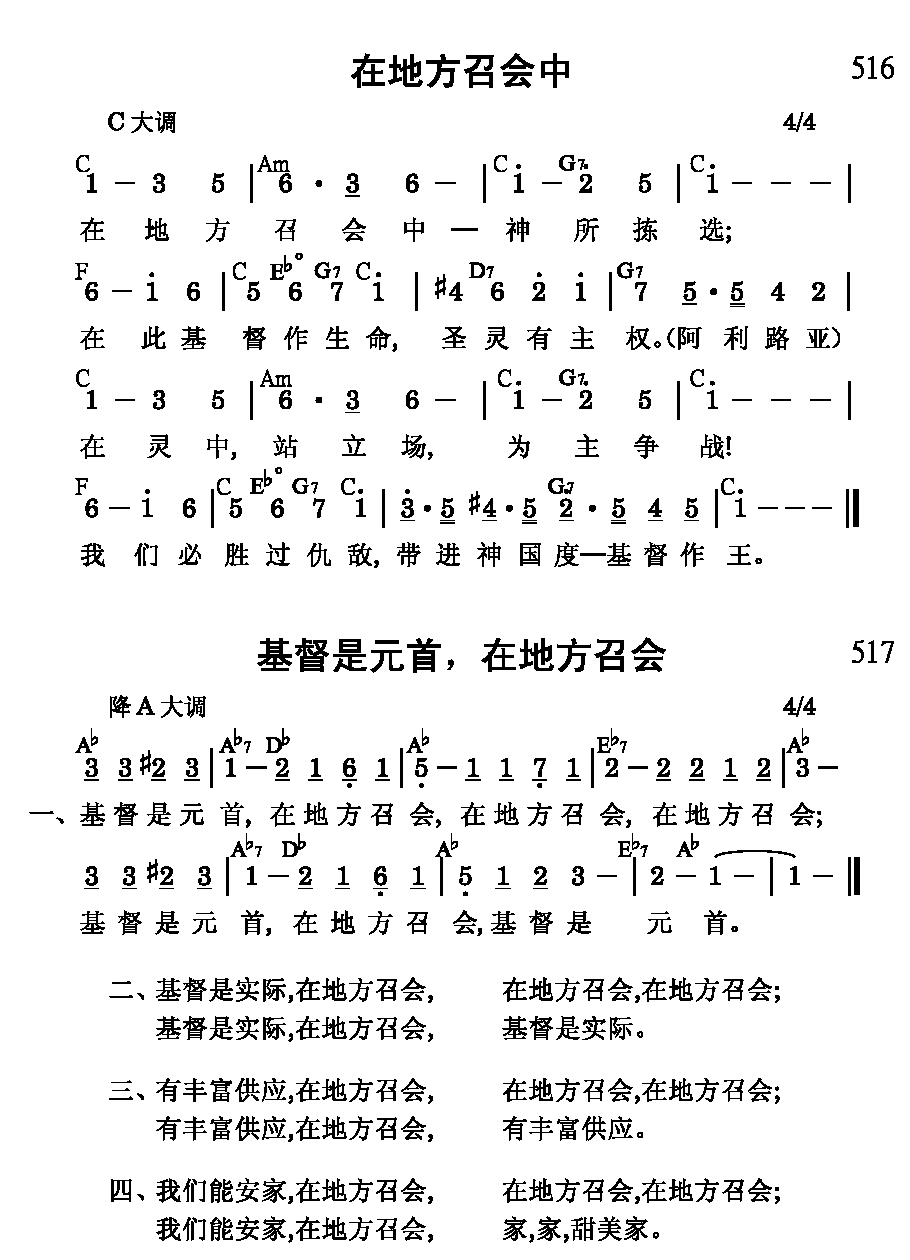 在地方召会中 516
C大调 4/4
C Am C G7 C
1 － 3 5 | 6 · 3 6 － | i － 2̇ 5 | i － － － |
在 地 方 召 会 中 — 神 所 拣 选;
F C E♭° G7 C D7 G7
6 － i 6 | 5 6 7 i | ♯4 6 2̇ i | 7 5 · 5 4 2 |
在 此 基 督 作 生 命, 圣 灵 有 主 权。(阿 利 路 亚)
C Am C G7 C
1 － 3 5 | 6 · 3 6 － | i － 2̇ 5 | i － － － |
在 灵 中, 站 立 场, 为 主 争 战!
F C E♭° G7 C G7 C
6 － i 6 | 5 6 7 i | 3̇ · 5 ♯4 · 5 2̇ · 5 4 5 | i － － － ‖
我 们 必 胜 过 仇 敌, 带 进 神 国 度—基 督 作 王。
基督是元首，在地方召会 517
降A大调 4/4
A♭ A♭7 D♭ A♭ E♭7 A♭
3 3 ♯2 3 | 1 － 2 1 6̣ 1 | 5̣ － 1 1 7̣ 1 | 2 － 2 2 1 2 | 3 －
一、基 督 是 元 首, 在 地 方 召 会, 在 地 方 召 会, 在 地 方 召 会;
A♭7 D♭ A♭ E♭7 A♭
3 3 ♯2 3 | 1 － 2 1 6̣ 1 | 5̣ 1 2 3 － | 2 － 1 － | 1 － ‖
基 督 是 元 首, 在 地 方 召 会,基 督 是 元 首。
二、基督是实际,在地方召会, 在地方召会,在地方召会;
基督是实际,在地方召会, 基督是实际。
三、有丰富供应,在地方召会, 在地方召会,在地方召会;
有丰富供应,在地方召会, 有丰富供应。
四、我们能安家,在地方召会, 在地方召会,在地方召会;
我们能安家,在地方召会, 家,家,甜美家。